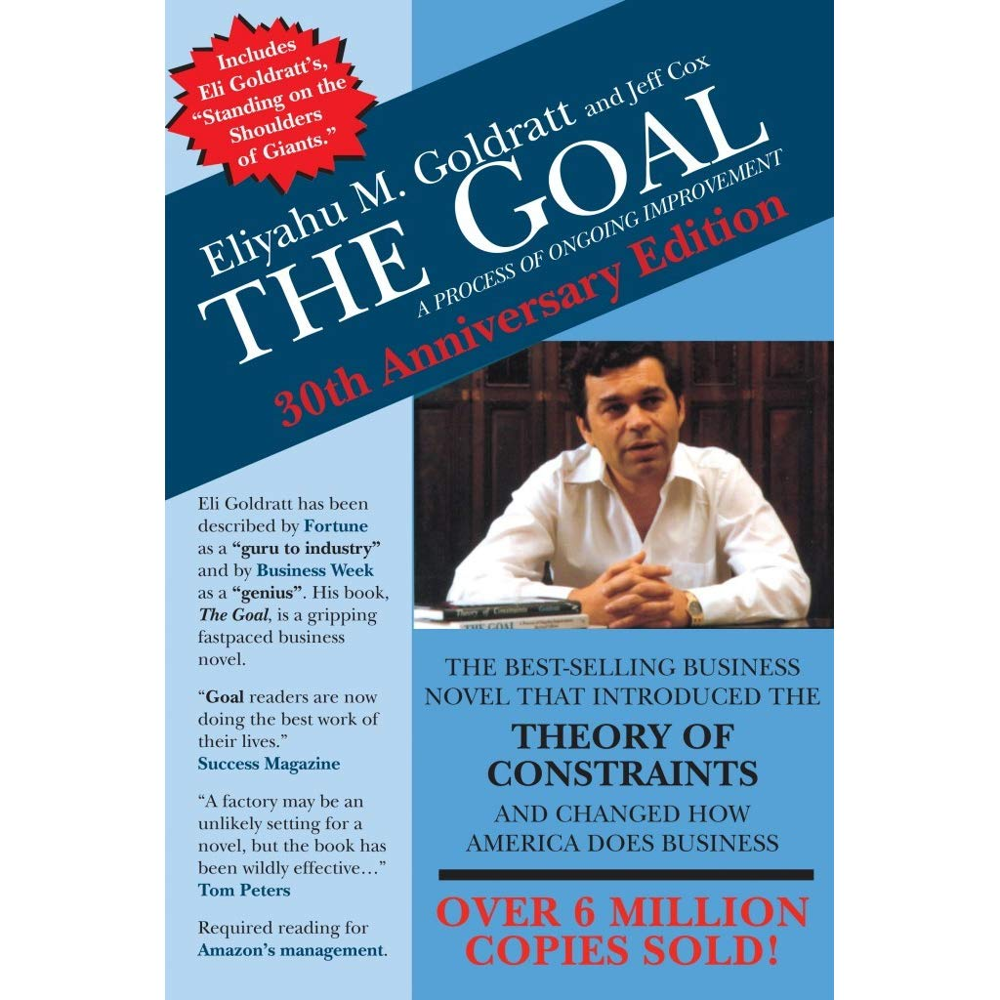 Includes
Eli Goldratt's,
“Standing on the
Shoulders
of Giants.”
Eliyahu M. Goldratt and Jeff Cox
THE GOAL
A PROCESS OF ONGOING IMPROVEMENT
30th Anniversary Edition
Eli Goldratt has been
described by Fortune
as a “guru to industry”
and by Business Week
as a “genius”. His book,
The Goal, is a gripping
fastpaced business
novel.
“Goal readers are now
doing the best work of
their lives.”
Success Magazine
“A factory may be an
unlikely setting for a
novel, but the book has
been wildly effective…”
Tom Peters
Required reading for
Amazon's management.
Theory of Constraints Goldratt
THE GOAL
THE BEST-SELLING BUSINESS
NOVEL THAT INTRODUCED THE
THEORY OF
CONSTRAINTS
AND CHANGED HOW
AMERICA DOES BUSINESS
OVER 6 MILLION
COPIES SOLD!